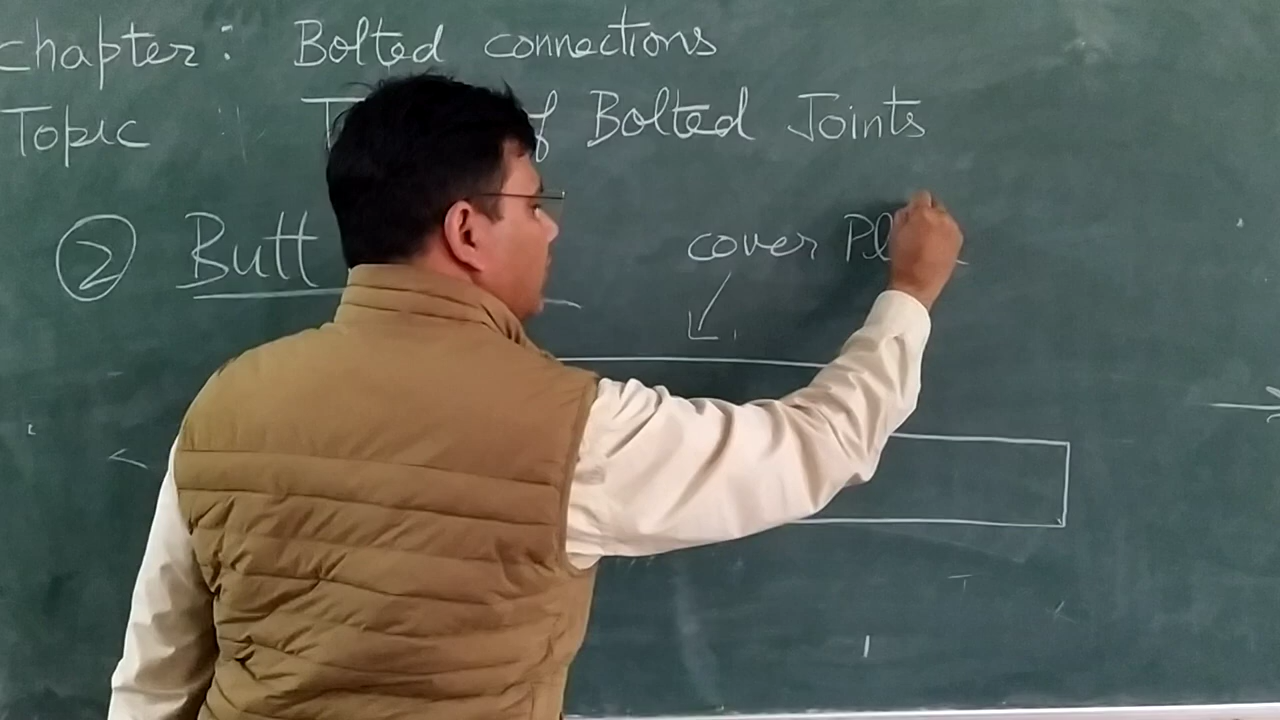 Chapter: Bolted connections
Topic : of Bolted Joints
② Butt
cover Pl